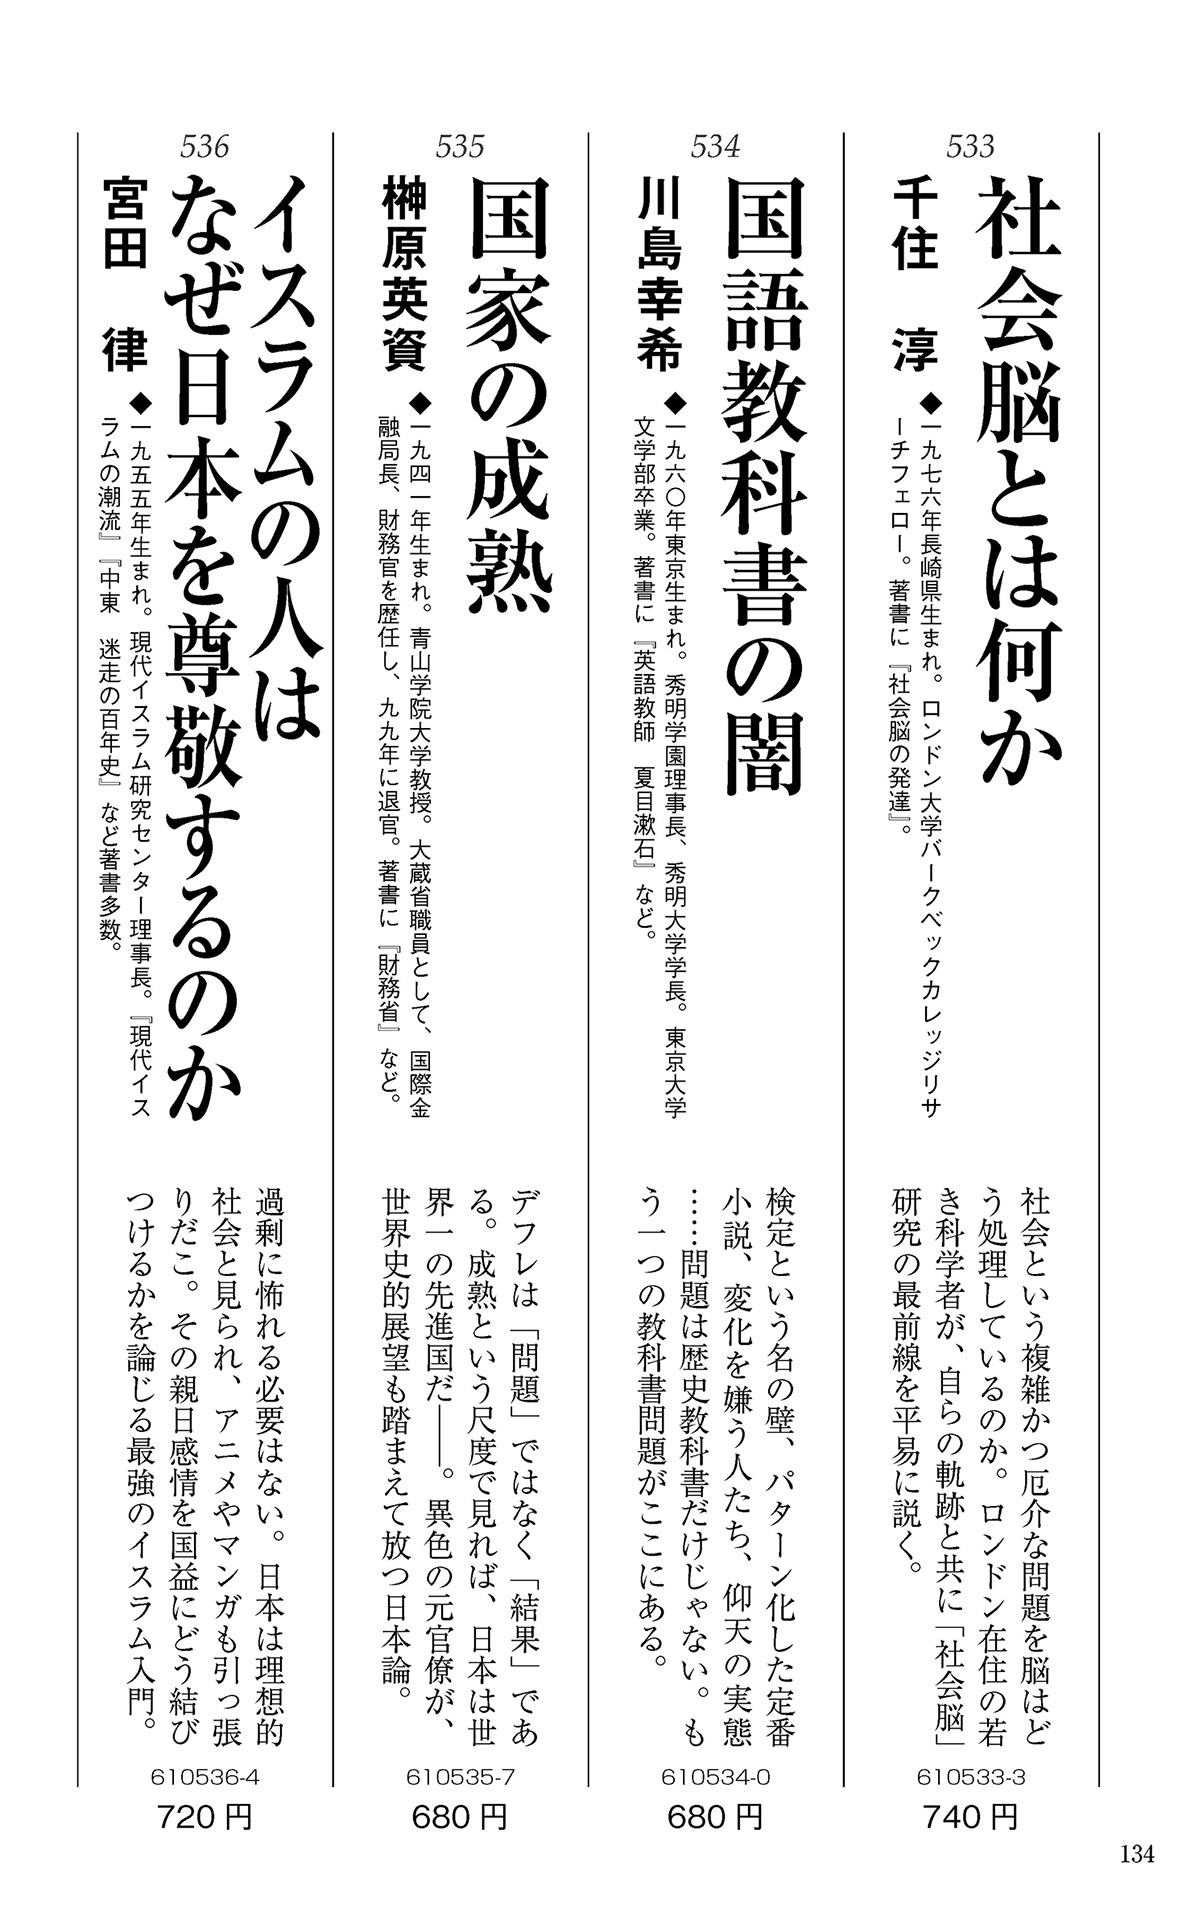 533
社会脳とは何か
千住 淳
◆一九七六年長崎県生まれ。ロンドン大学バークベックカレッジリサ
ーチフェロー。著書に『社会脳の発達』。
社会という複雑かつ厄介な問題を脳はど
う処理しているのか。ロンドン在住の若
き科学者が、自らの軌跡と共に「社会脳」
研究の最前線を平易に説く。
610533-3
740円
534
国語教科書の闇
川島幸希
◆一九六〇年東京生まれ。秀明学園理事長、秀明大学学長。東京大学
文学部卒業。著書に『英語教師 夏目漱石』など。
検定という名の壁、パターン化した定番
小説、変化を嫌う人たち、仰天の実態
……問題は歴史教科書だけじゃない。も
う一つの教科書問題がここにある。
610534-0
680円
535
国家の成熟
榊原英資
◆一九四一年生まれ。青山学院大学教授。大蔵省職員として、国際金
融局長、財務官を歴任し、九九年に退官。著書に『財務省』など。
デフレは「問題」ではなく「結果」であ
る。成熟という尺度で見れば、日本は世
界一の先進国だ――。異色の元官僚が、
世界史的展望も踏まえて放つ日本論。
610535-7
680円
536
イスラムの人は
なぜ日本を尊敬するのか
宮田 律
◆一九五五年生まれ。現代イスラム研究センター理事長。『現代イス
ラムの潮流』『中東 迷走の百年史』など著書多数。
過剰に怖れる必要はない。日本は理想的
社会と見られ、アニメやマンガも引っ張
りだこ。その親日感情を国益にどう結び
つけるかを論じる最強のイスラム入門。
610536-4
720円
134